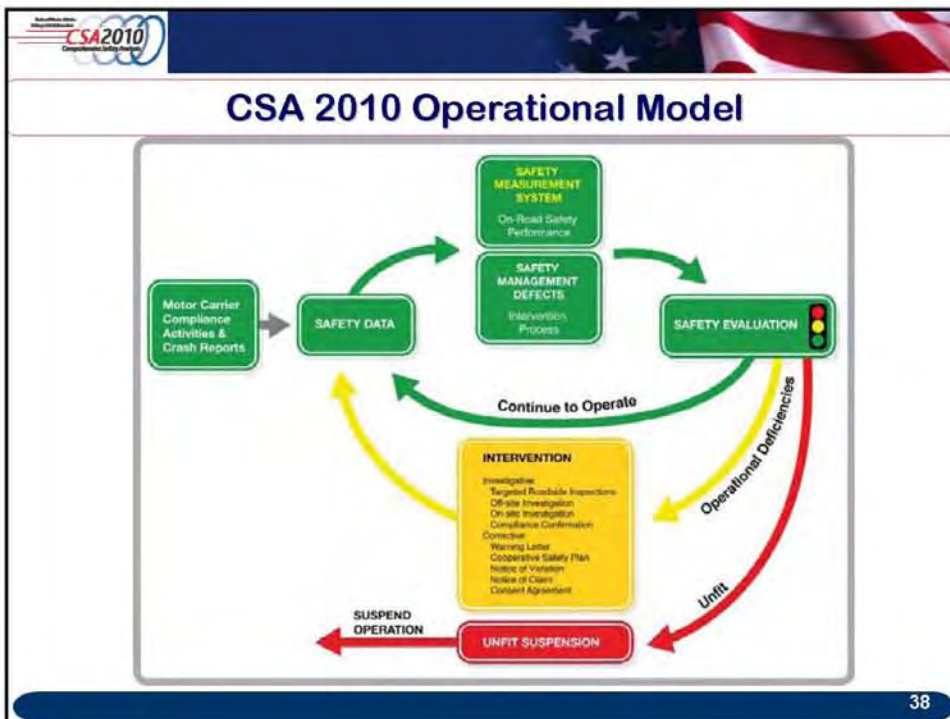 CSA2010
Comprehensive Safety Analysis
CSA 2010 Operational Model
SAFETY
MEASUREMENT
SYSTEM
On-Road Safety
Performance
SAFETY
MANAGEMENT
DEFECTS
Intervention
Process
Motor Carrier
Compliance
Activities &
Crash Reports
SAFETY DATA
SAFETY EVALUATION
Continue to Operate
Operational Deficiencies
Unfit
INTERVENTION
Investigative:
Targeted Roadside Inspections
Off-site Investigation
On-site Investigation
Compliance Confirmation
Corrective:
Warning Letter
Cooperative Safety Plan
Notice of Violation
Notice of Claim
Consent Agreement
SUSPEND
OPERATION
UNFIT SUSPENSION
38